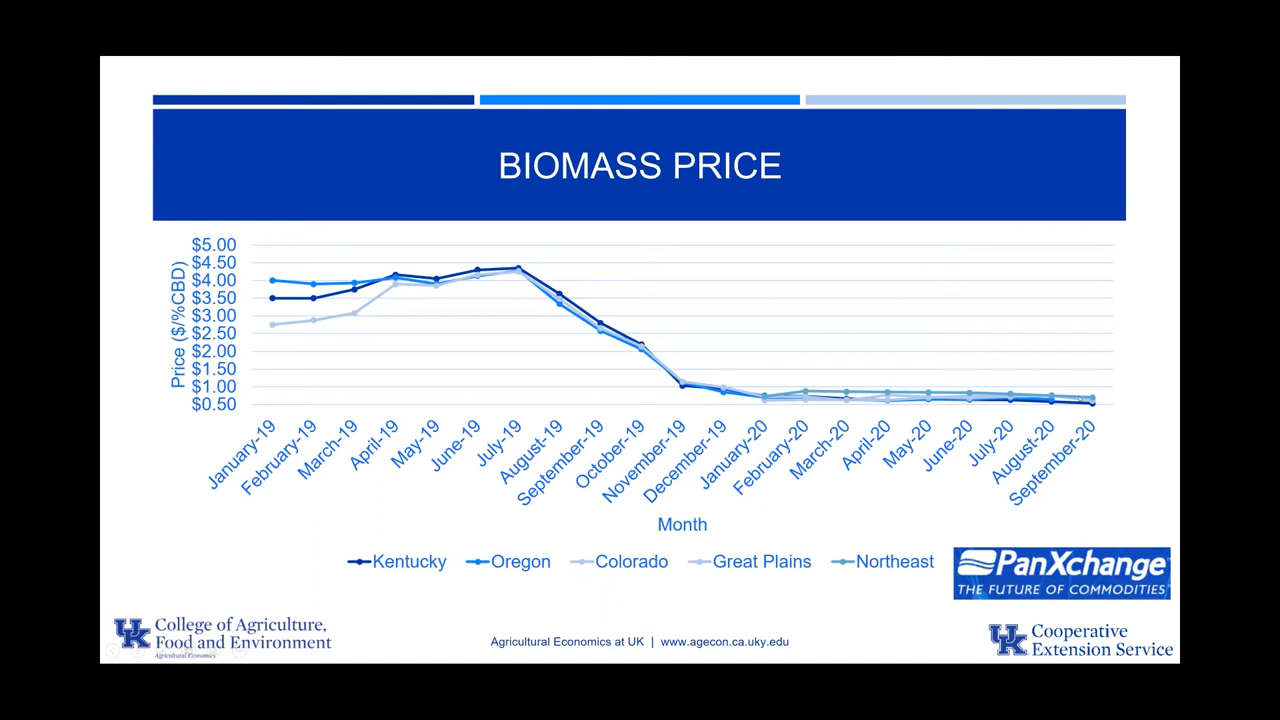 BIOMASS PRICE
$5.00
$4.50
$4.00
$3.50
$3.00
$2.50
$2.00
$1.50
$1.00
$0.50
Price ($/%CBD)
January-19
February-19
March-19
April-19
May-19
June-19
July-19
August-19
September-19
October-19
November-19
December-19
January-20
February-20
March-20
April-20
May-20
June-20
July-20
August-20
September-20
Month
Kentucky Oregon Colorado Great Plains Northeast
PanXchange
THE FUTURE OF COMMODITIES
UK College of Agriculture,
Food and Environment
Agricultural Economics
Agricultural Economics at UK | www.agecon.ca.uky.edu
UK Cooperative
Extension Service